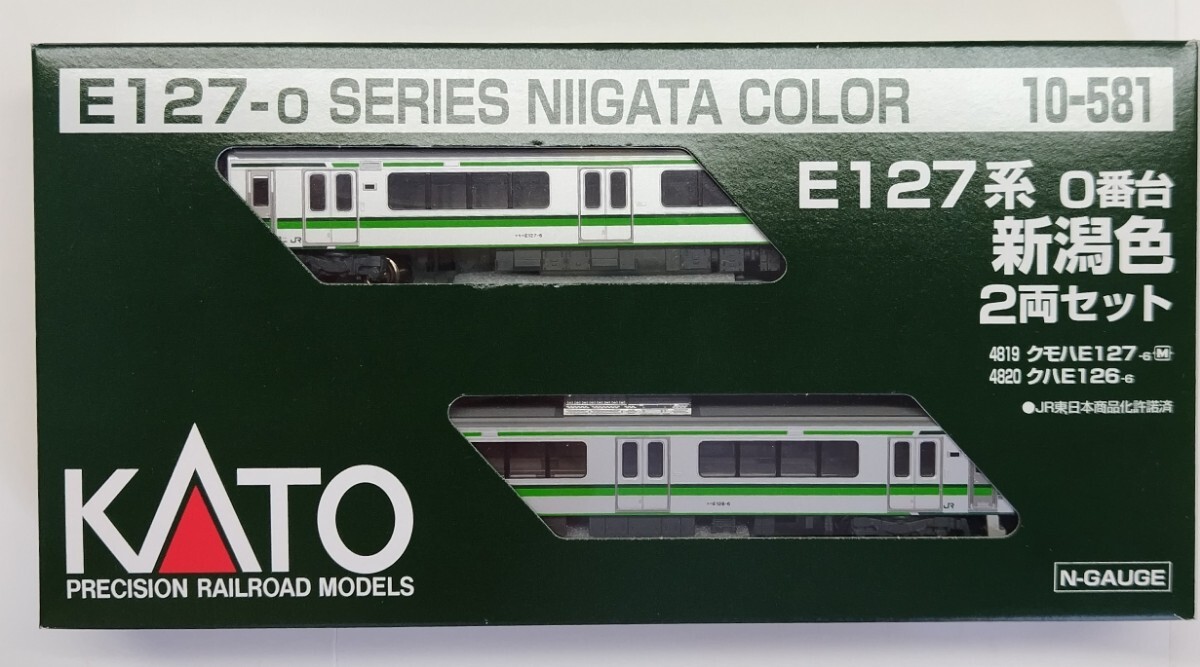 E127-0 SERIES NIIGATA COLOR 10-581
E127系 0番台
新潟色
2両セット
4819 クモハE127-6 M
4820 クハE126-6
●JR東日本商品化許諾済
JR
JR
KATO
PRECISION RAILROAD MODELS
N-GAUGE